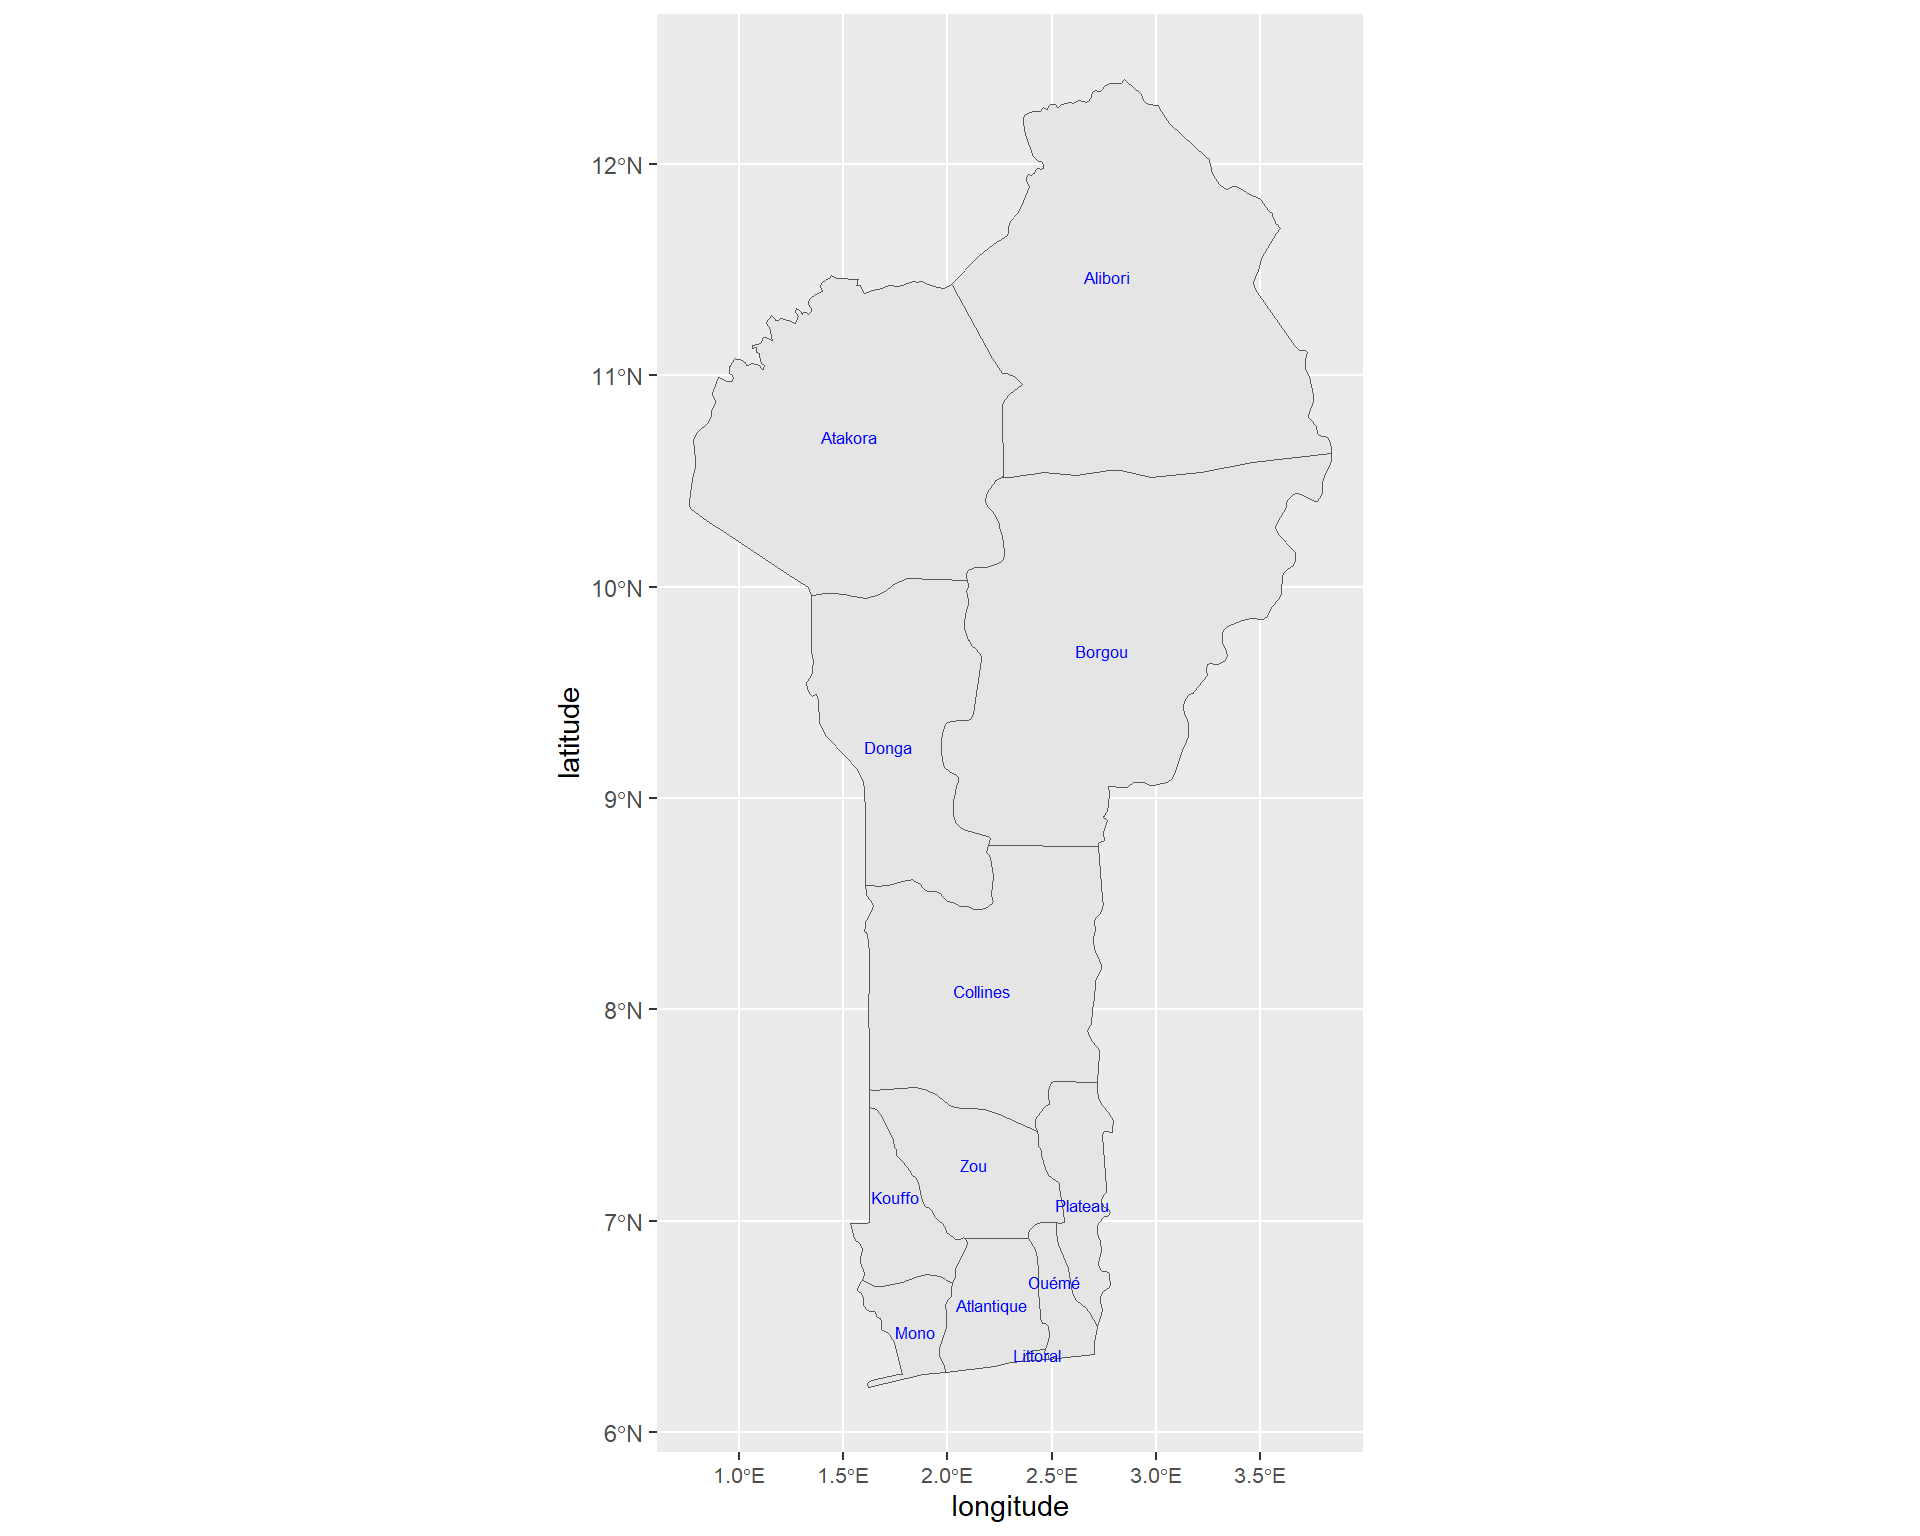 12°N
Alibori
11°N
Atakora
10°N
Borgou
latitude
Donga
9°N
Collines
8°N
Zou
Kouffo
Plateau
7°N
Ouémé
Atlantique
Mono
Littoral
6°N
1.0°E 1.5°E 2.0°E 2.5°E 3.0°E 3.5°E
longitude